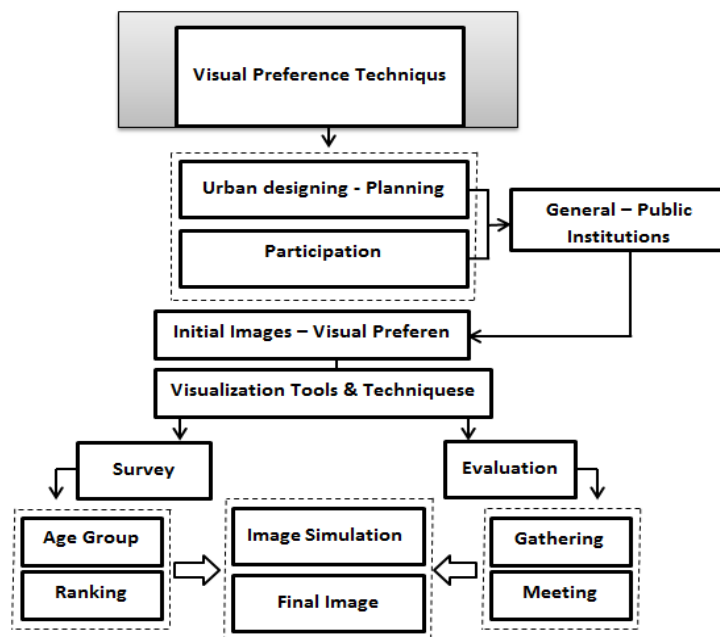 Visual Preference Techniqus
Urban designing - Planning
Participation
General – Public
Institutions
Initial Images – Visual Preferen
Visualization Tools & Techniquese
Survey
Evaluation
Age Group
Ranking
Image Simulation
Final Image
Gathering
Meeting